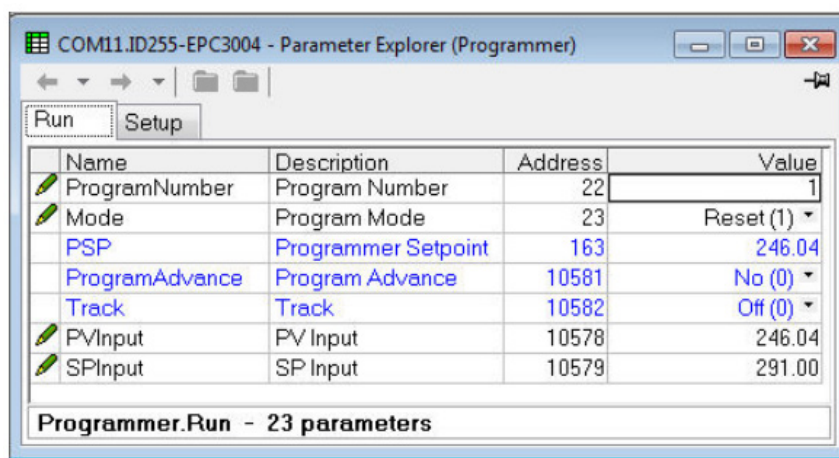 COM11.ID255-EPC3004 - Parameter Explorer (Programmer)
Run Setup
Name Description Address Value
ProgramNumber Program Number 22 1
Mode Program Mode 23 Reset (1)
PSP Programmer Setpoint 163 246.04
ProgramAdvance Program Advance 10581 No (0)
Track Track 10582 Off (0)
PVInput PV Input 10578 246.04
SPInput SP Input 10579 291.00
Programmer.Run - 23 parameters